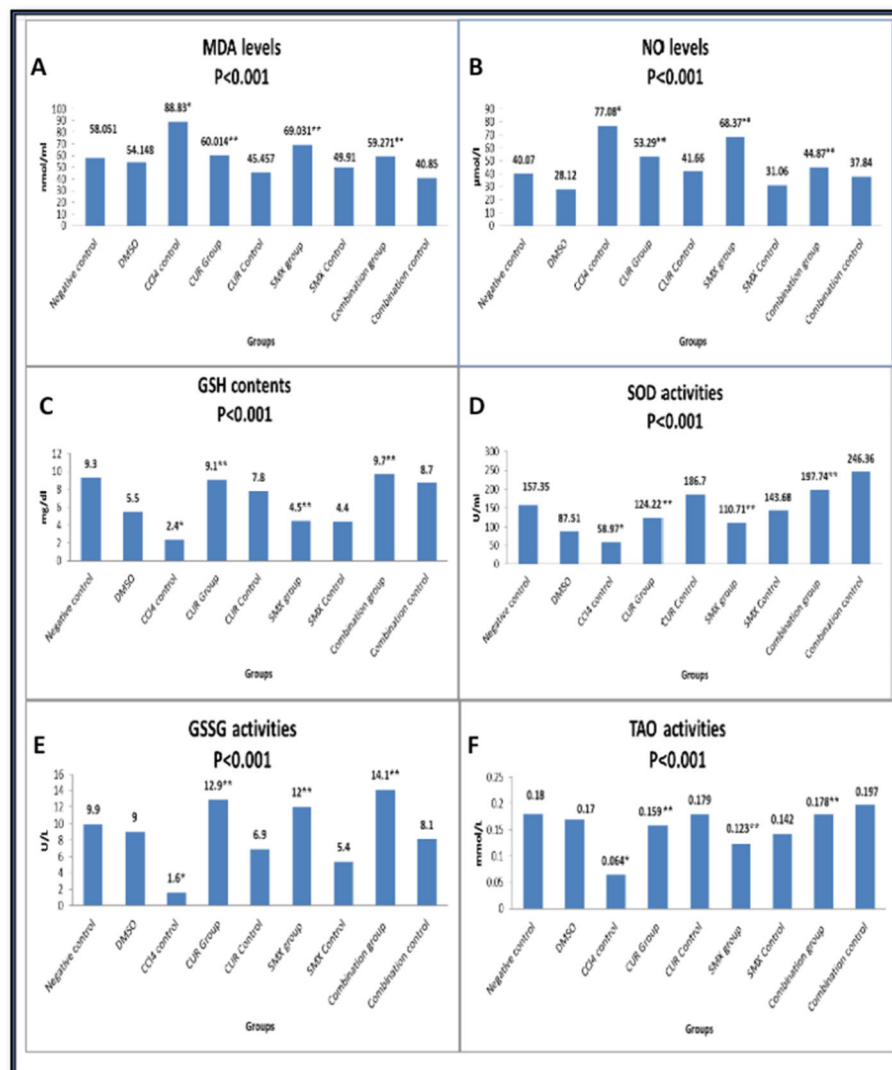 A
MDA levels
P<0.001
nmol/ml
100
90
80
70
60
50
40
30
20
10
0
58.051
54.148
88.83*
60.014**
45.457
69.031**
49.91
59.271**
40.85
Negative control
DMSO
CCl4 control
CUR Group
CUR Control
SMX group
SMX Control
Combination group
Combination control
Groups
B
NO levels
P<0.001
µmol/l
90
80
70
60
50
40
30
20
10
0
40.07
28.12
77.08*
53.29**
41.66
68.37**
31.06
44.87**
37.84
Negative control
DMSO
CCl4 control
CUR Group
CUR Control
SMX group
SMX Control
Combination group
Combination control
Groups
C
GSH contents
P<0.001
mg/dl
12
10
8
6
4
2
0
9.3
5.5
2.4*
9.1**
7.8
4.5**
4.4
9.7**
8.7
Negative control
DMSO
CCl4 control
CUR Group
CUR Control
SMX group
SMX Control
Combination group
Combination control
Groups
D
SOD activities
P<0.001
U/ml
300
250
200
150
100
50
0
157.35
87.51
58.97*
124.22**
186.7
110.71**
143.68
197.74**
246.36
Negative control
DMSO
CCl4 control
CUR Group
CUR Control
SMX group
SMX Control
Combination group
Combination control
Groups
E
GSSG activities
P<0.001
U/L
16
14
12
10
8
6
4
2
0
9.9
9
1.6*
12.9**
6.9
12**
5.4
14.1**
8.1
Negative control
DMSO
CCl4 control
CUR Group
CUR Control
SMX group
SMX Control
Combination group
Combination control
Groups
F
TAO activities
P<0.001
mmol/L
0.25
0.2
0.15
0.1
0.05
0
0.18
0.17
0.064*
0.159**
0.179
0.123**
0.142
0.178**
0.197
Negative control
DMSO
CCl4 control
CUR Group
CUR Control
SMX group
SMX Control
Combination group
Combination control
Groups